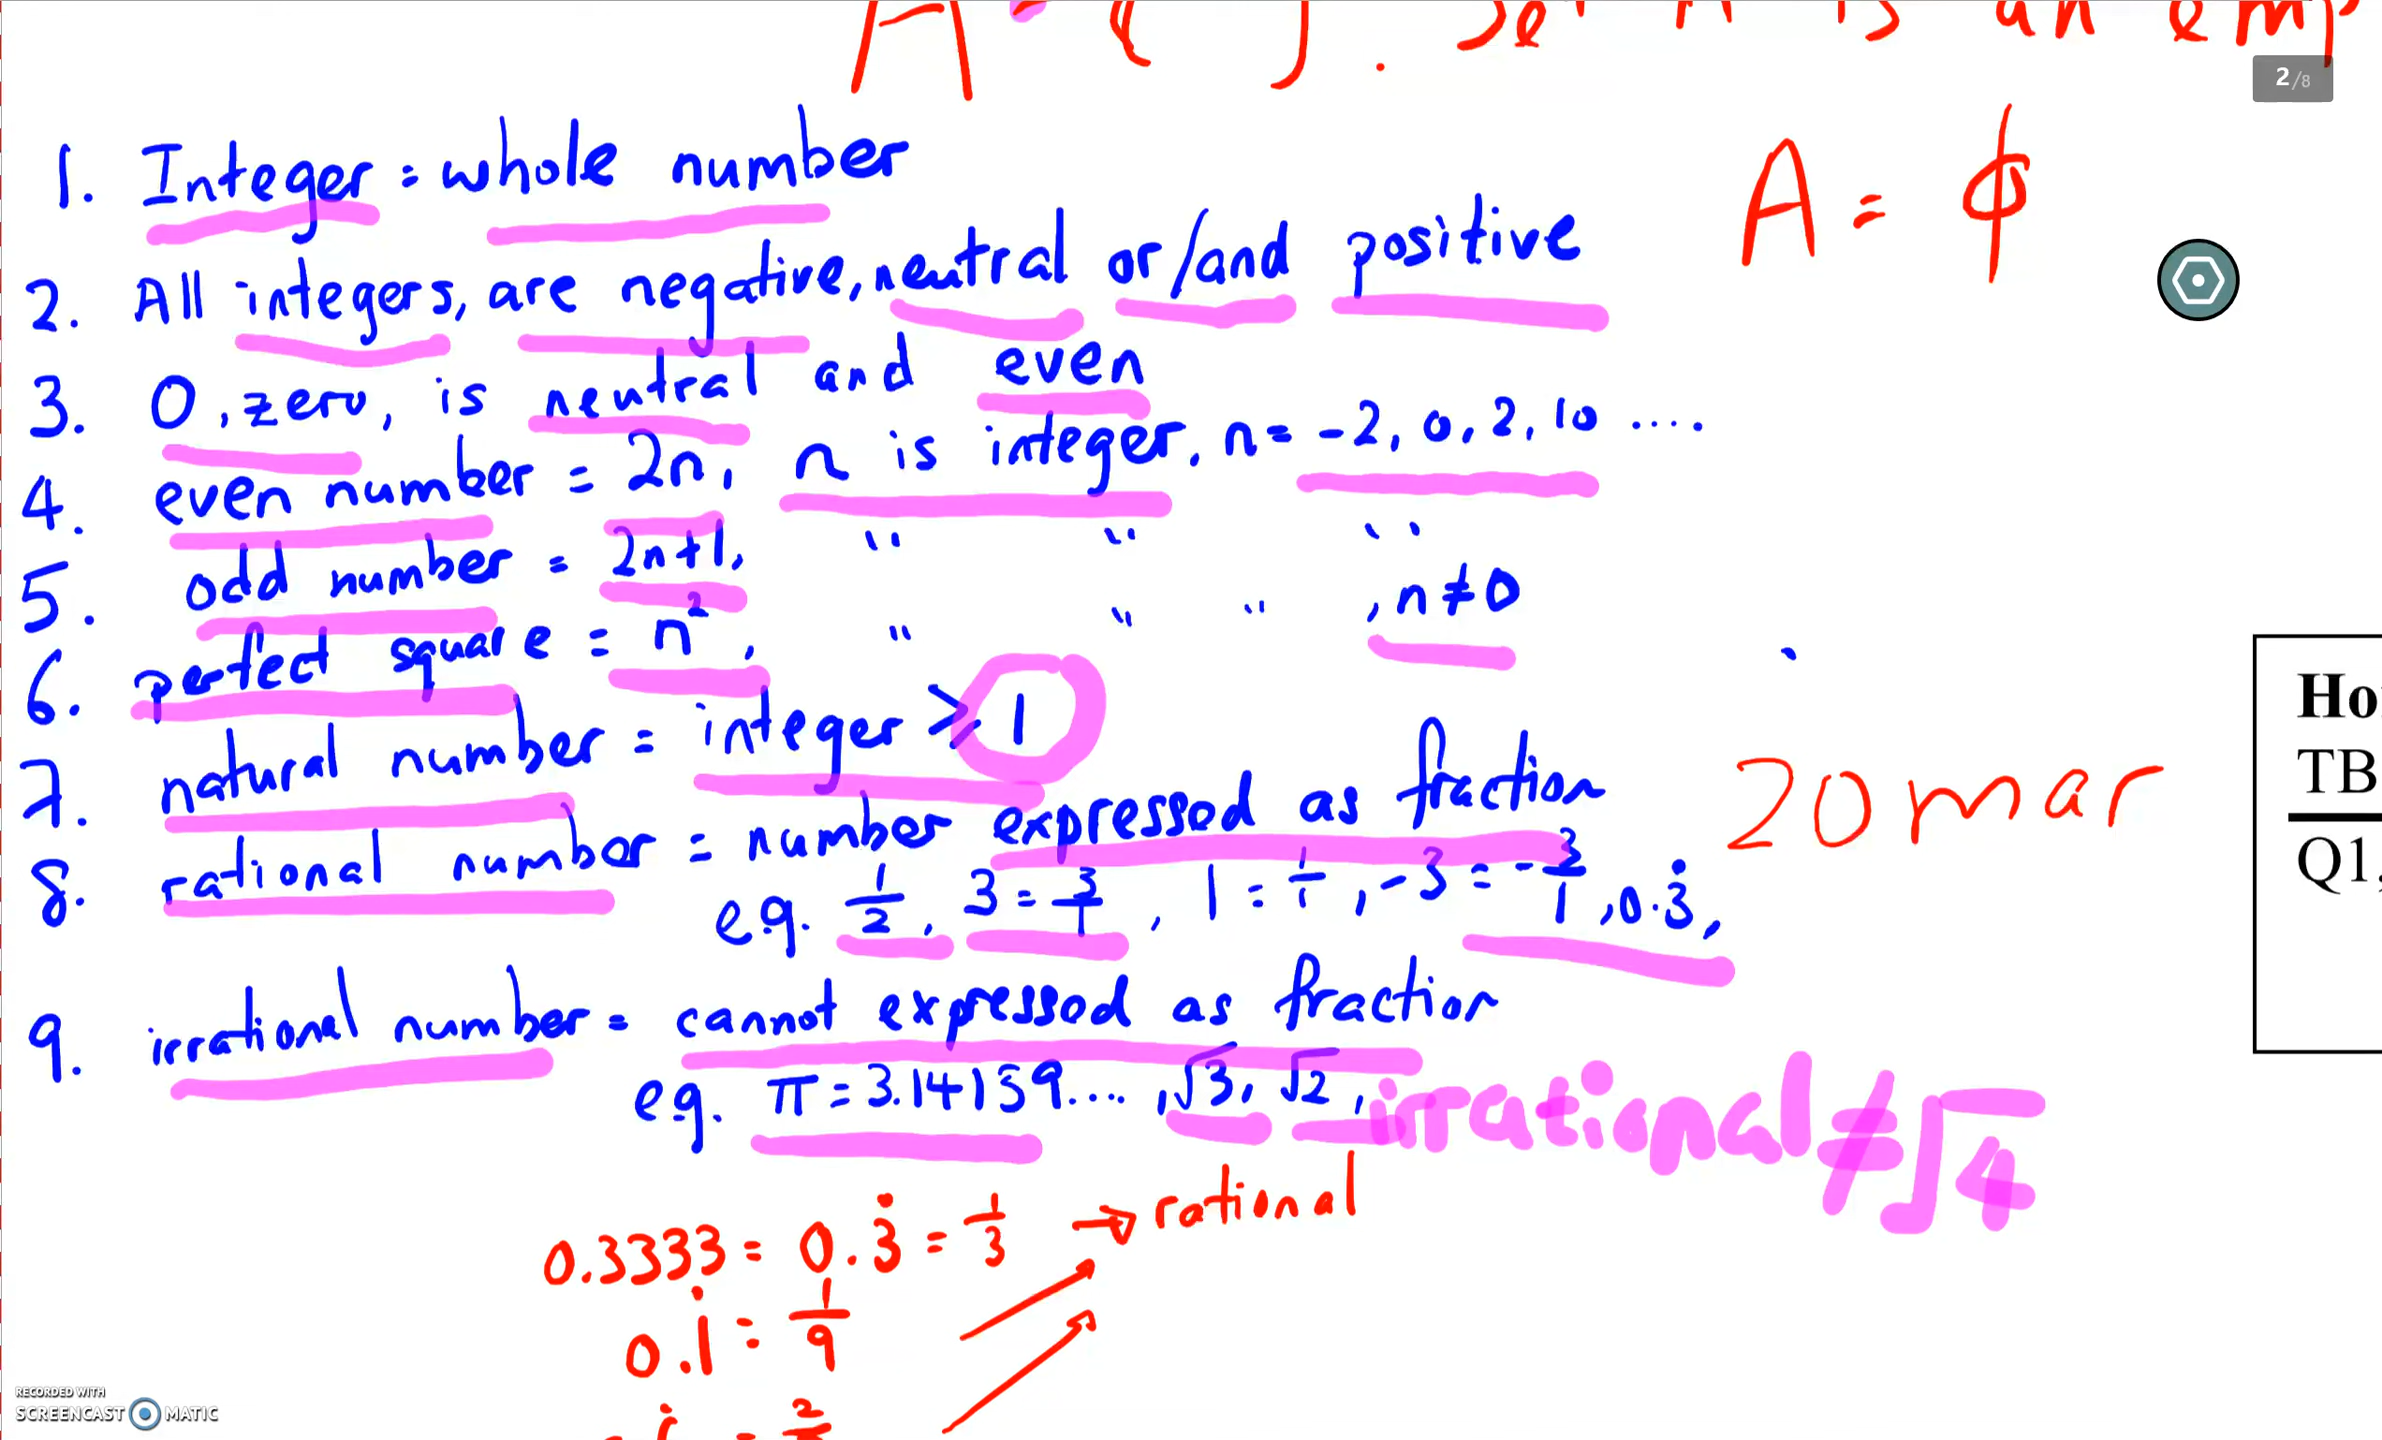 A = { }. Set A is an emp
2/8
1. Integer = whole number
A = ϕ
2. All integers, are negative, neutral or/and positive
3. 0, zero, is neutral and even
4. even number = 2n, n is integer. n = -2, 0, 2, 10 ....
5. odd number = 2n+1, " " "
6. perfect square = n², " " " , n≠0
7. natural number = integer ≥ 1
8. rational number = number expressed as fraction
e.g. 1/2, 3 = 3/1, 1 = 1/1, -3 = -3/1, 0.3̇,
20 mar
Ho
TB
Q1,
9. irrational number = cannot expressed as fraction
e.g. π = 3.14159...., √3, √2, irrational ≠ √4
0.3333 = 0.3̇ = 1/3 → rational
0.1̇ = 1/9
RECORDED WITH
SCREENCAST MATIC